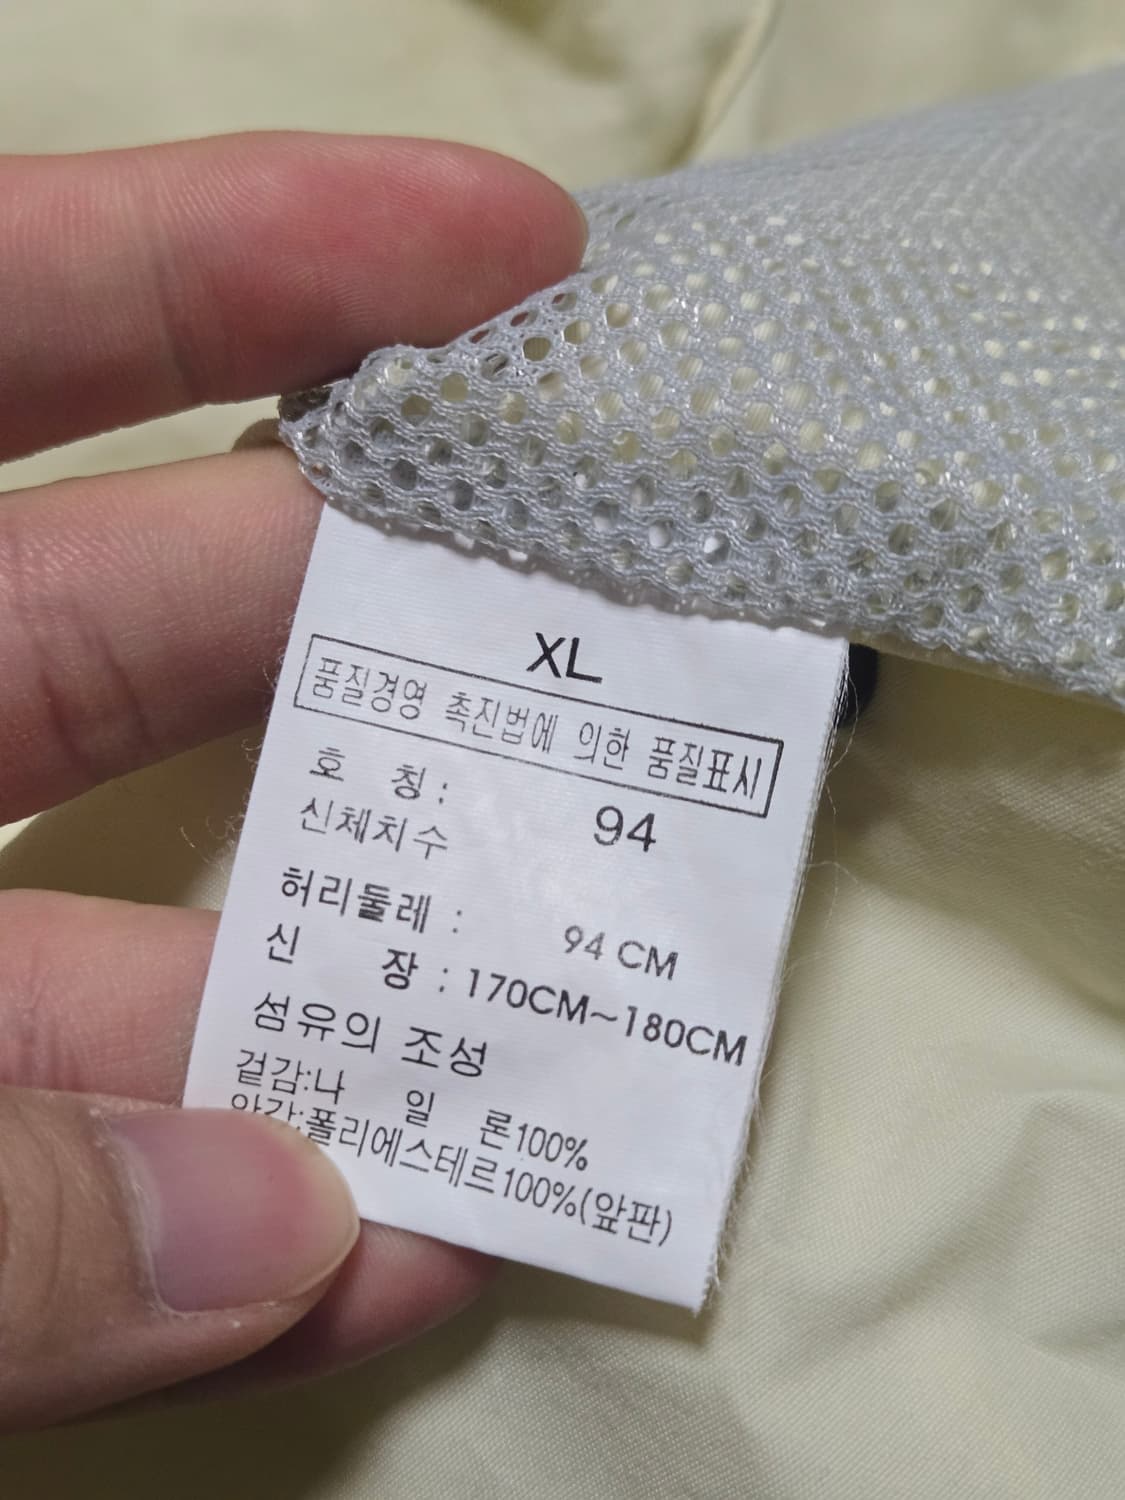 XL
품질경영 촉진법에 의한 품질표시
호 칭 : 94
신체치수
허리둘레 : 94 CM
신 장 : 170CM~180CM
섬유의 조성
겉감:나 일 론100%
안감:폴리에스테르100%(앞판)